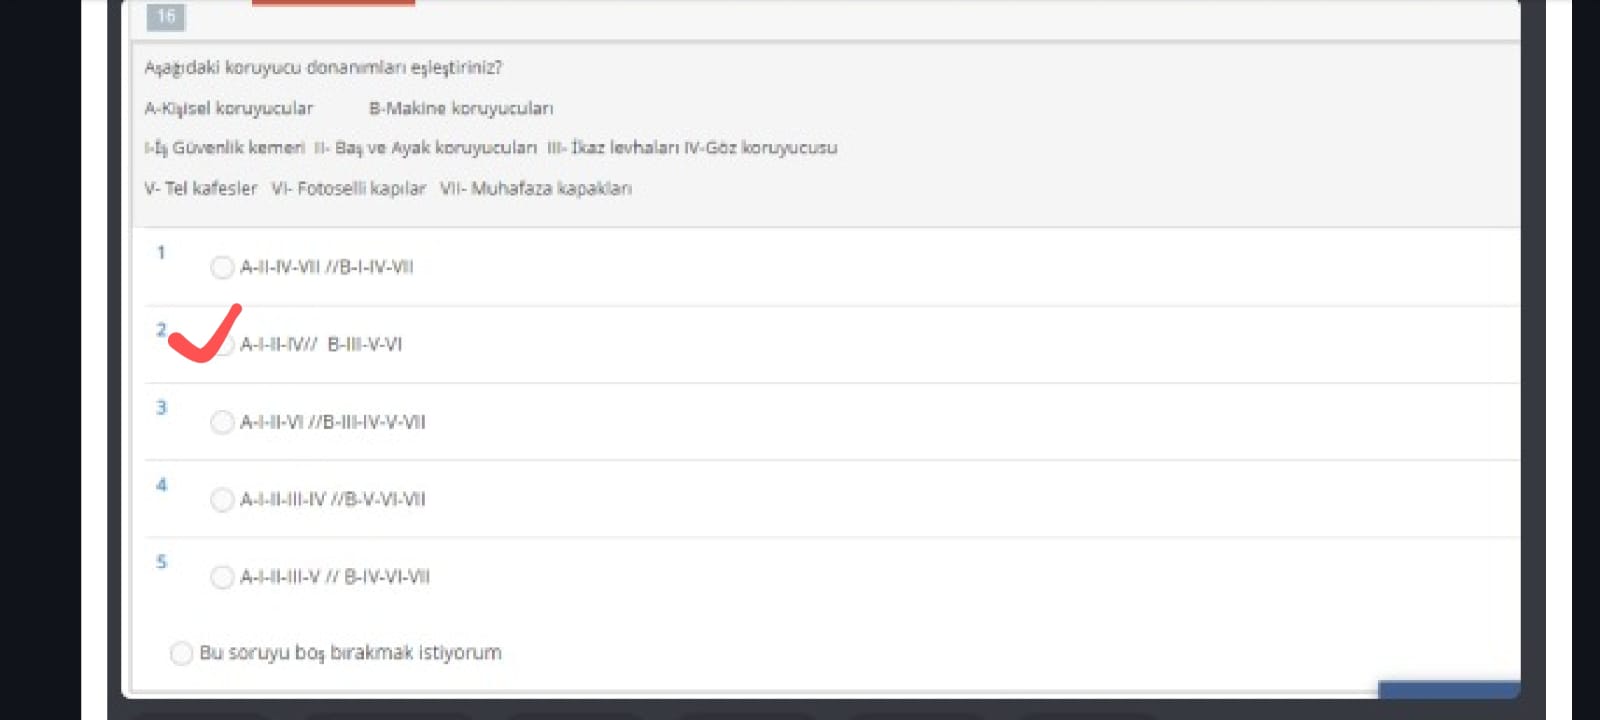 16
Aşağıdaki koruyucu donanımları eşleştiriniz?
A-Kişisel koruyucular B-Makine koruyucuları
I-İş Güvenlik kemeri II- Baş ve Ayak koruyucuları III- İkaz levhaları IV-Göz koruyucusu
V- Tel kafesler VI- Fotoselli kapılar VII- Muhafaza kapakları
1
A-II-IV-VII //B-I-IV-VII
2
A-I-II-IV// B-III-V-VI
3
A-I-II-VI //B-III-IV-V-VII
4
A-I-II-III-IV //B-V-VI-VII
5
A-I-II-III-V // B-IV-VI-VII
Bu soruyu boş bırakmak istiyorum